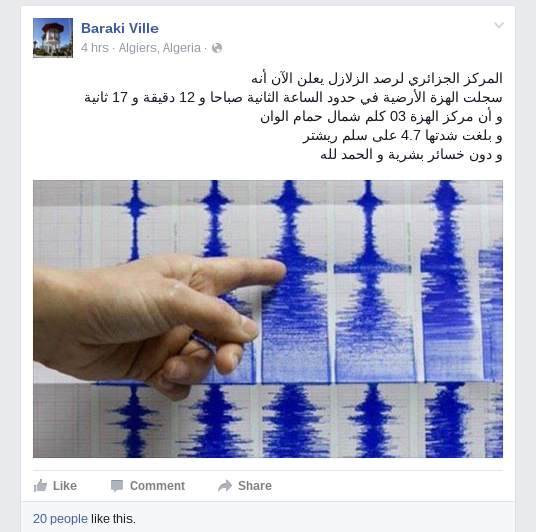 Baraki Ville
4 hrs · Algiers, Algeria ·
المركز الجزائري لرصد الزلازل يعلن الآن أنه
سجلت الهزة الأرضية في حدود الساعة الثانية صباحا و 12 دقيقة و 17 ثانية
و أن مركز الهزة 03 كلم شمال حمام الوان
و بلغت شدتها 4.7 على سلم ريشتر
و دون خسائر بشرية و الحمد لله
Like Comment Share
20 people like this.